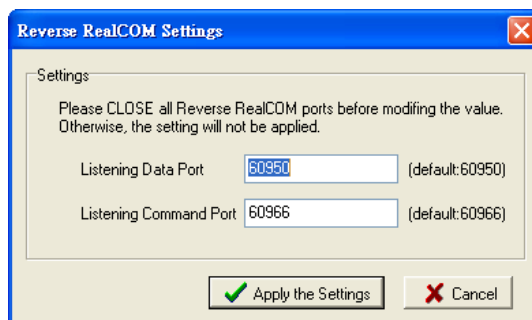 Reverse RealCOM Settings
Settings
Please CLOSE all Reverse RealCOM ports before modifing the value.
Otherwise, the setting will not be applied.
Listening Data Port 60950 (default:60950)
Listening Command Port 60966 (default:60966)
Apply the Settings Cancel